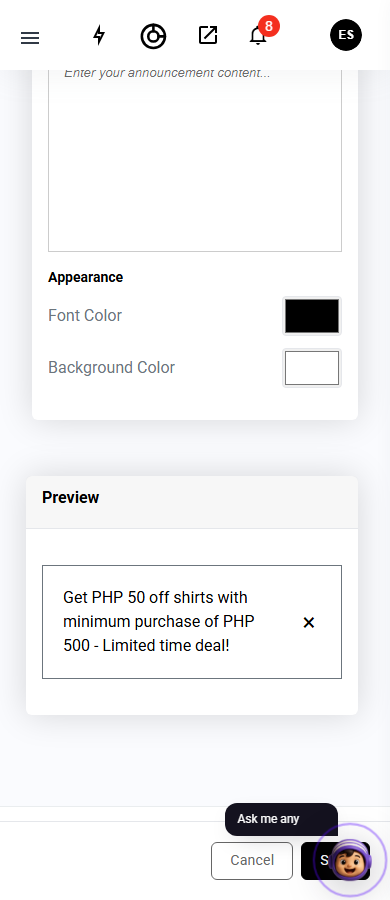 8
ES
Enter your announcement content...
Appearance
Font Color
Background Color
Preview
Get PHP 50 off shirts with
minimum purchase of PHP
500 - Limited time deal!
×
Ask me any
Cancel